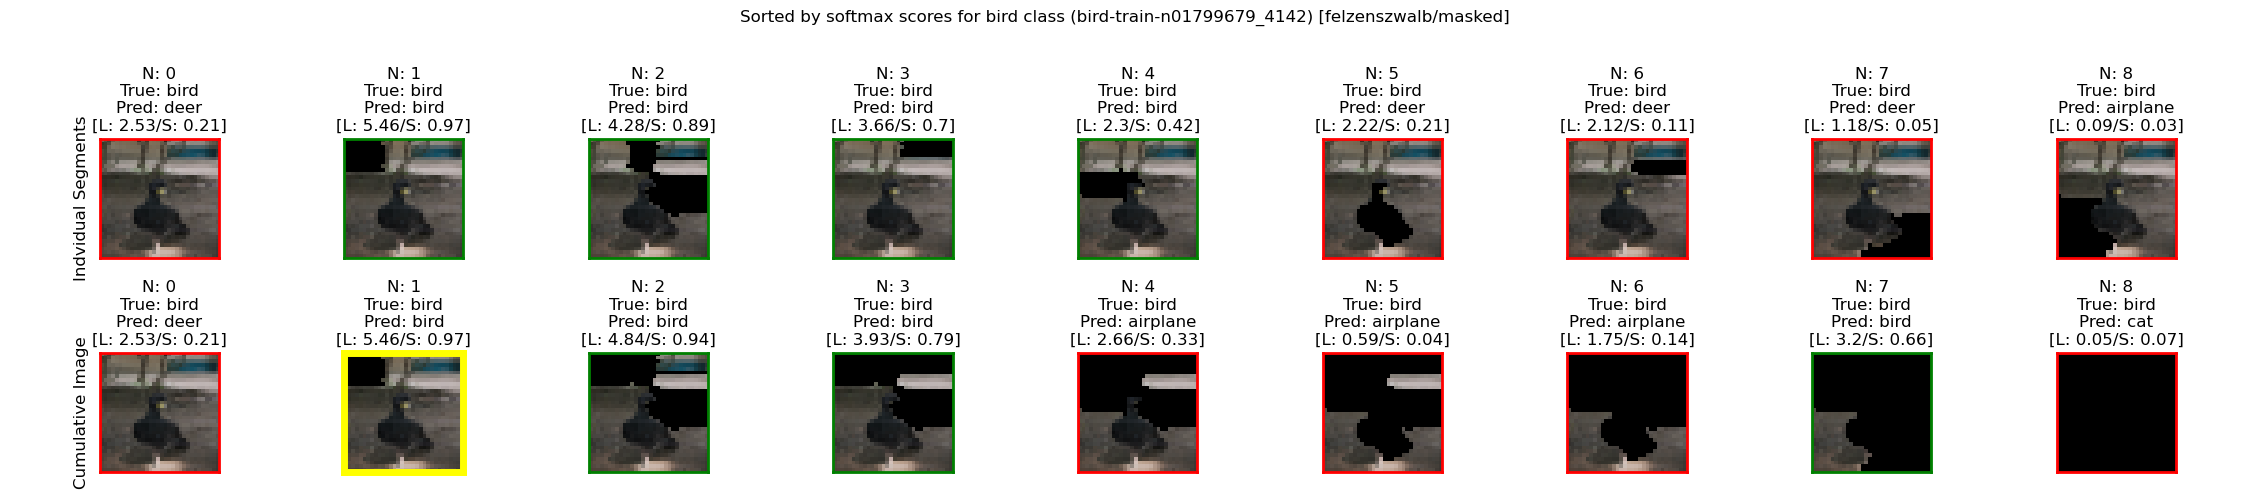 Sorted by softmax scores for bird class (bird-train-n01799679_4142) [felzenszwalb/masked]
Indvidual Segments
N: 0
True: bird
Pred: deer
[L: 2.53/S: 0.21]
N: 1
True: bird
Pred: bird
[L: 5.46/S: 0.97]
N: 2
True: bird
Pred: bird
[L: 4.28/S: 0.89]
N: 3
True: bird
Pred: bird
[L: 3.66/S: 0.7]
N: 4
True: bird
Pred: bird
[L: 2.3/S: 0.42]
N: 5
True: bird
Pred: deer
[L: 2.22/S: 0.21]
N: 6
True: bird
Pred: deer
[L: 2.12/S: 0.11]
N: 7
True: bird
Pred: deer
[L: 1.18/S: 0.05]
N: 8
True: bird
Pred: airplane
[L: 0.09/S: 0.03]
Cumulative Image
N: 0
True: bird
Pred: deer
[L: 2.53/S: 0.21]
N: 1
True: bird
Pred: bird
[L: 5.46/S: 0.97]
N: 2
True: bird
Pred: bird
[L: 4.84/S: 0.94]
N: 3
True: bird
Pred: bird
[L: 3.93/S: 0.79]
N: 4
True: bird
Pred: airplane
[L: 2.66/S: 0.33]
N: 5
True: bird
Pred: airplane
[L: 0.59/S: 0.04]
N: 6
True: bird
Pred: airplane
[L: 1.75/S: 0.14]
N: 7
True: bird
Pred: bird
[L: 3.2/S: 0.66]
N: 8
True: bird
Pred: cat
[L: 0.05/S: 0.07]